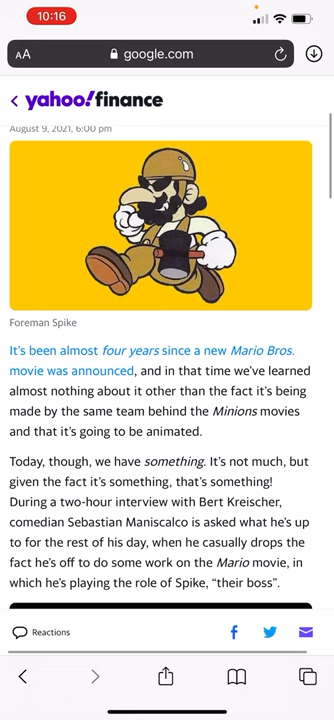 10:16
AA
google.com
yahoo!finance
August 9, 2021, 6:00 pm
Foreman Spike
It's been almost four years since a new Mario Bros.
movie was announced, and in that time we've learned
almost nothing about it other than the fact it's being
made by the same team behind the Minions movies
and that it's going to be animated.
Today, though, we have something. It's not much, but
given the fact it's something, that's something!
During a two-hour interview with Bert Kreischer,
comedian Sebastian Maniscalco is asked what he's up
to for the rest of his day, when he casually drops the
fact he's off to do some work on the Mario movie, in
which he's playing the role of Spike, “their boss”.
Reactions